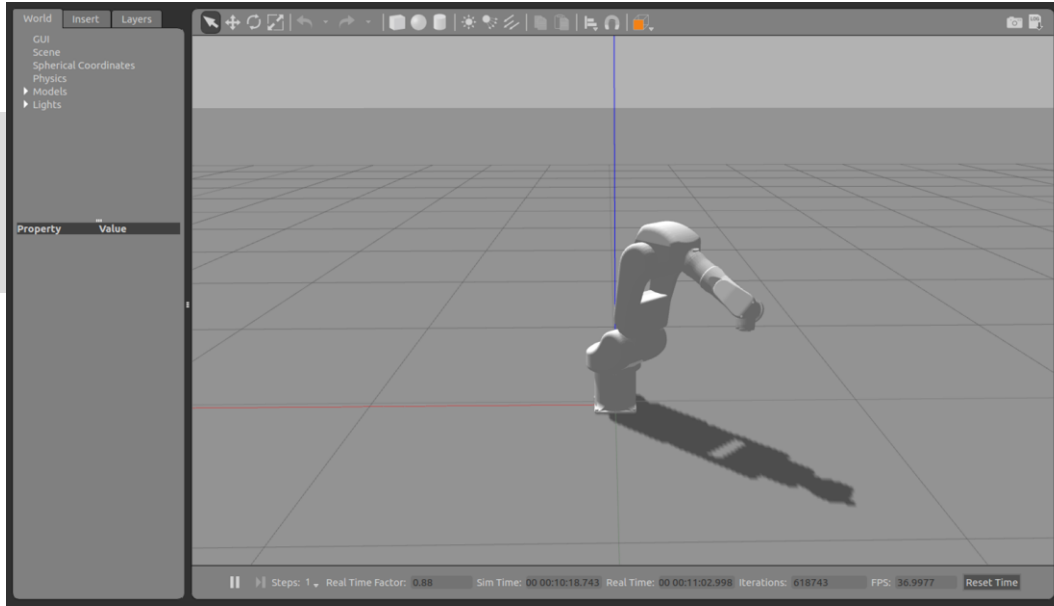 World Insert Layers
GUI
Scene
Spherical Coordinates
Physics
Models
Lights
Property Value
Steps: 1 Real Time Factor: 0.88 Sim Time: 00 00:10:18.743 Real Time: 00 00:11:02.998 Iterations: 618743 FPS: 36.9977 Reset Time